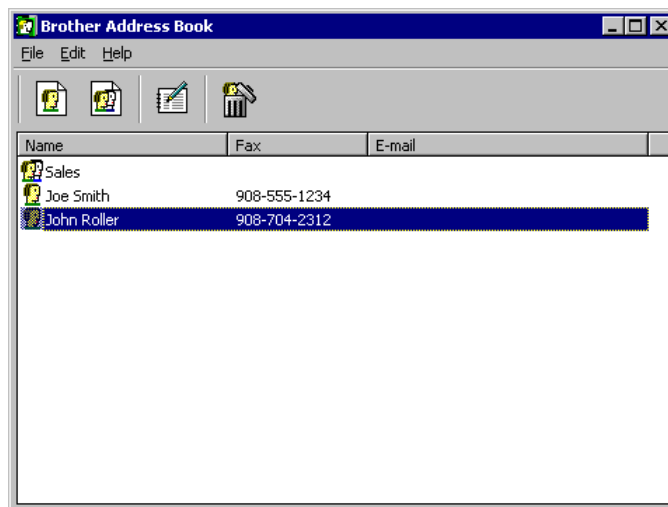 Brother Address Book
File Edit Help
Name Fax E-mail
Sales
Joe Smith 908-555-1234
John Roller 908-704-2312